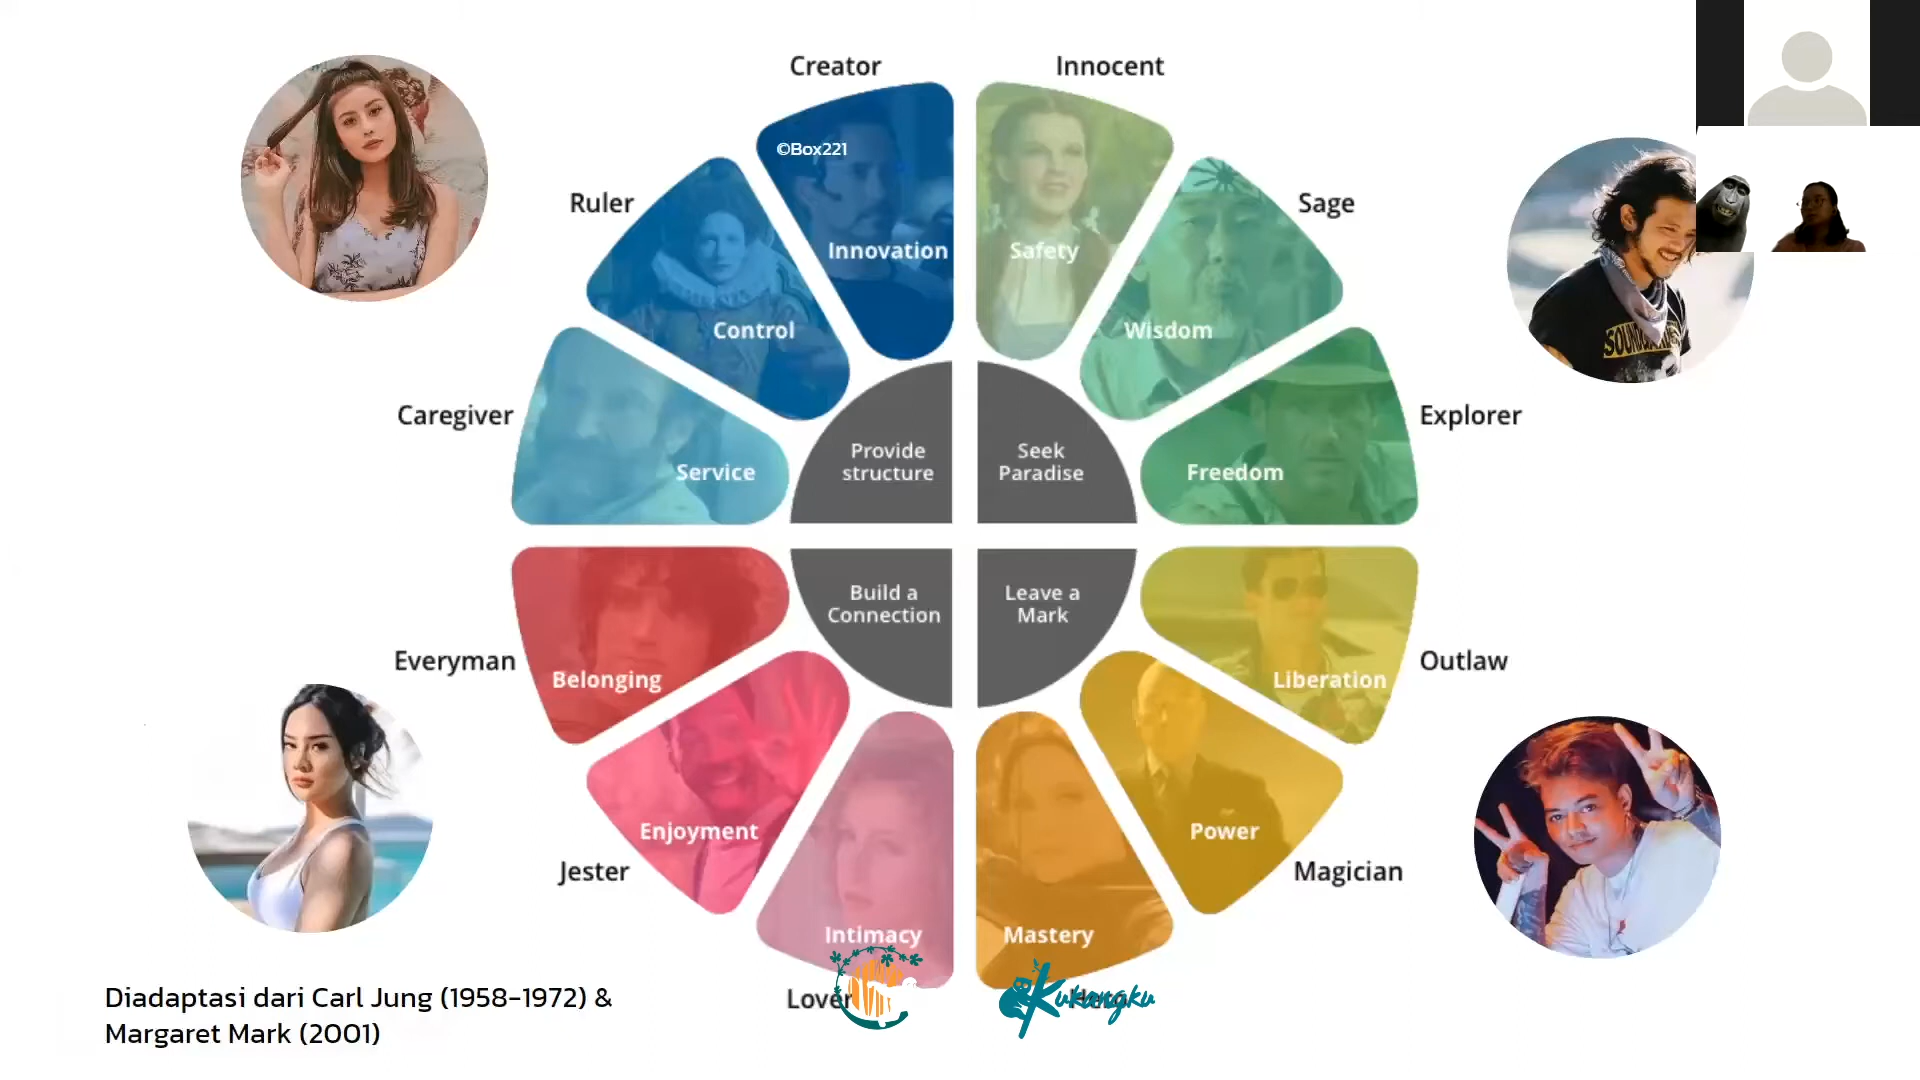 Creator
Innocent
©Box221
Ruler
Sage
Innovation
Safety
Control
Wisdom
Caregiver
Explorer
Service
Provide
structure
Seek
Paradise
Freedom
Build a
Connection
Leave a
Mark
Everyman
Outlaw
Belonging
Liberation
Enjoyment
Power
Jester
Magician
Intimacy
Mastery
Lover
Kukangku
Diadaptasi dari Carl Jung (1958-1972) &
Margaret Mark (2001)